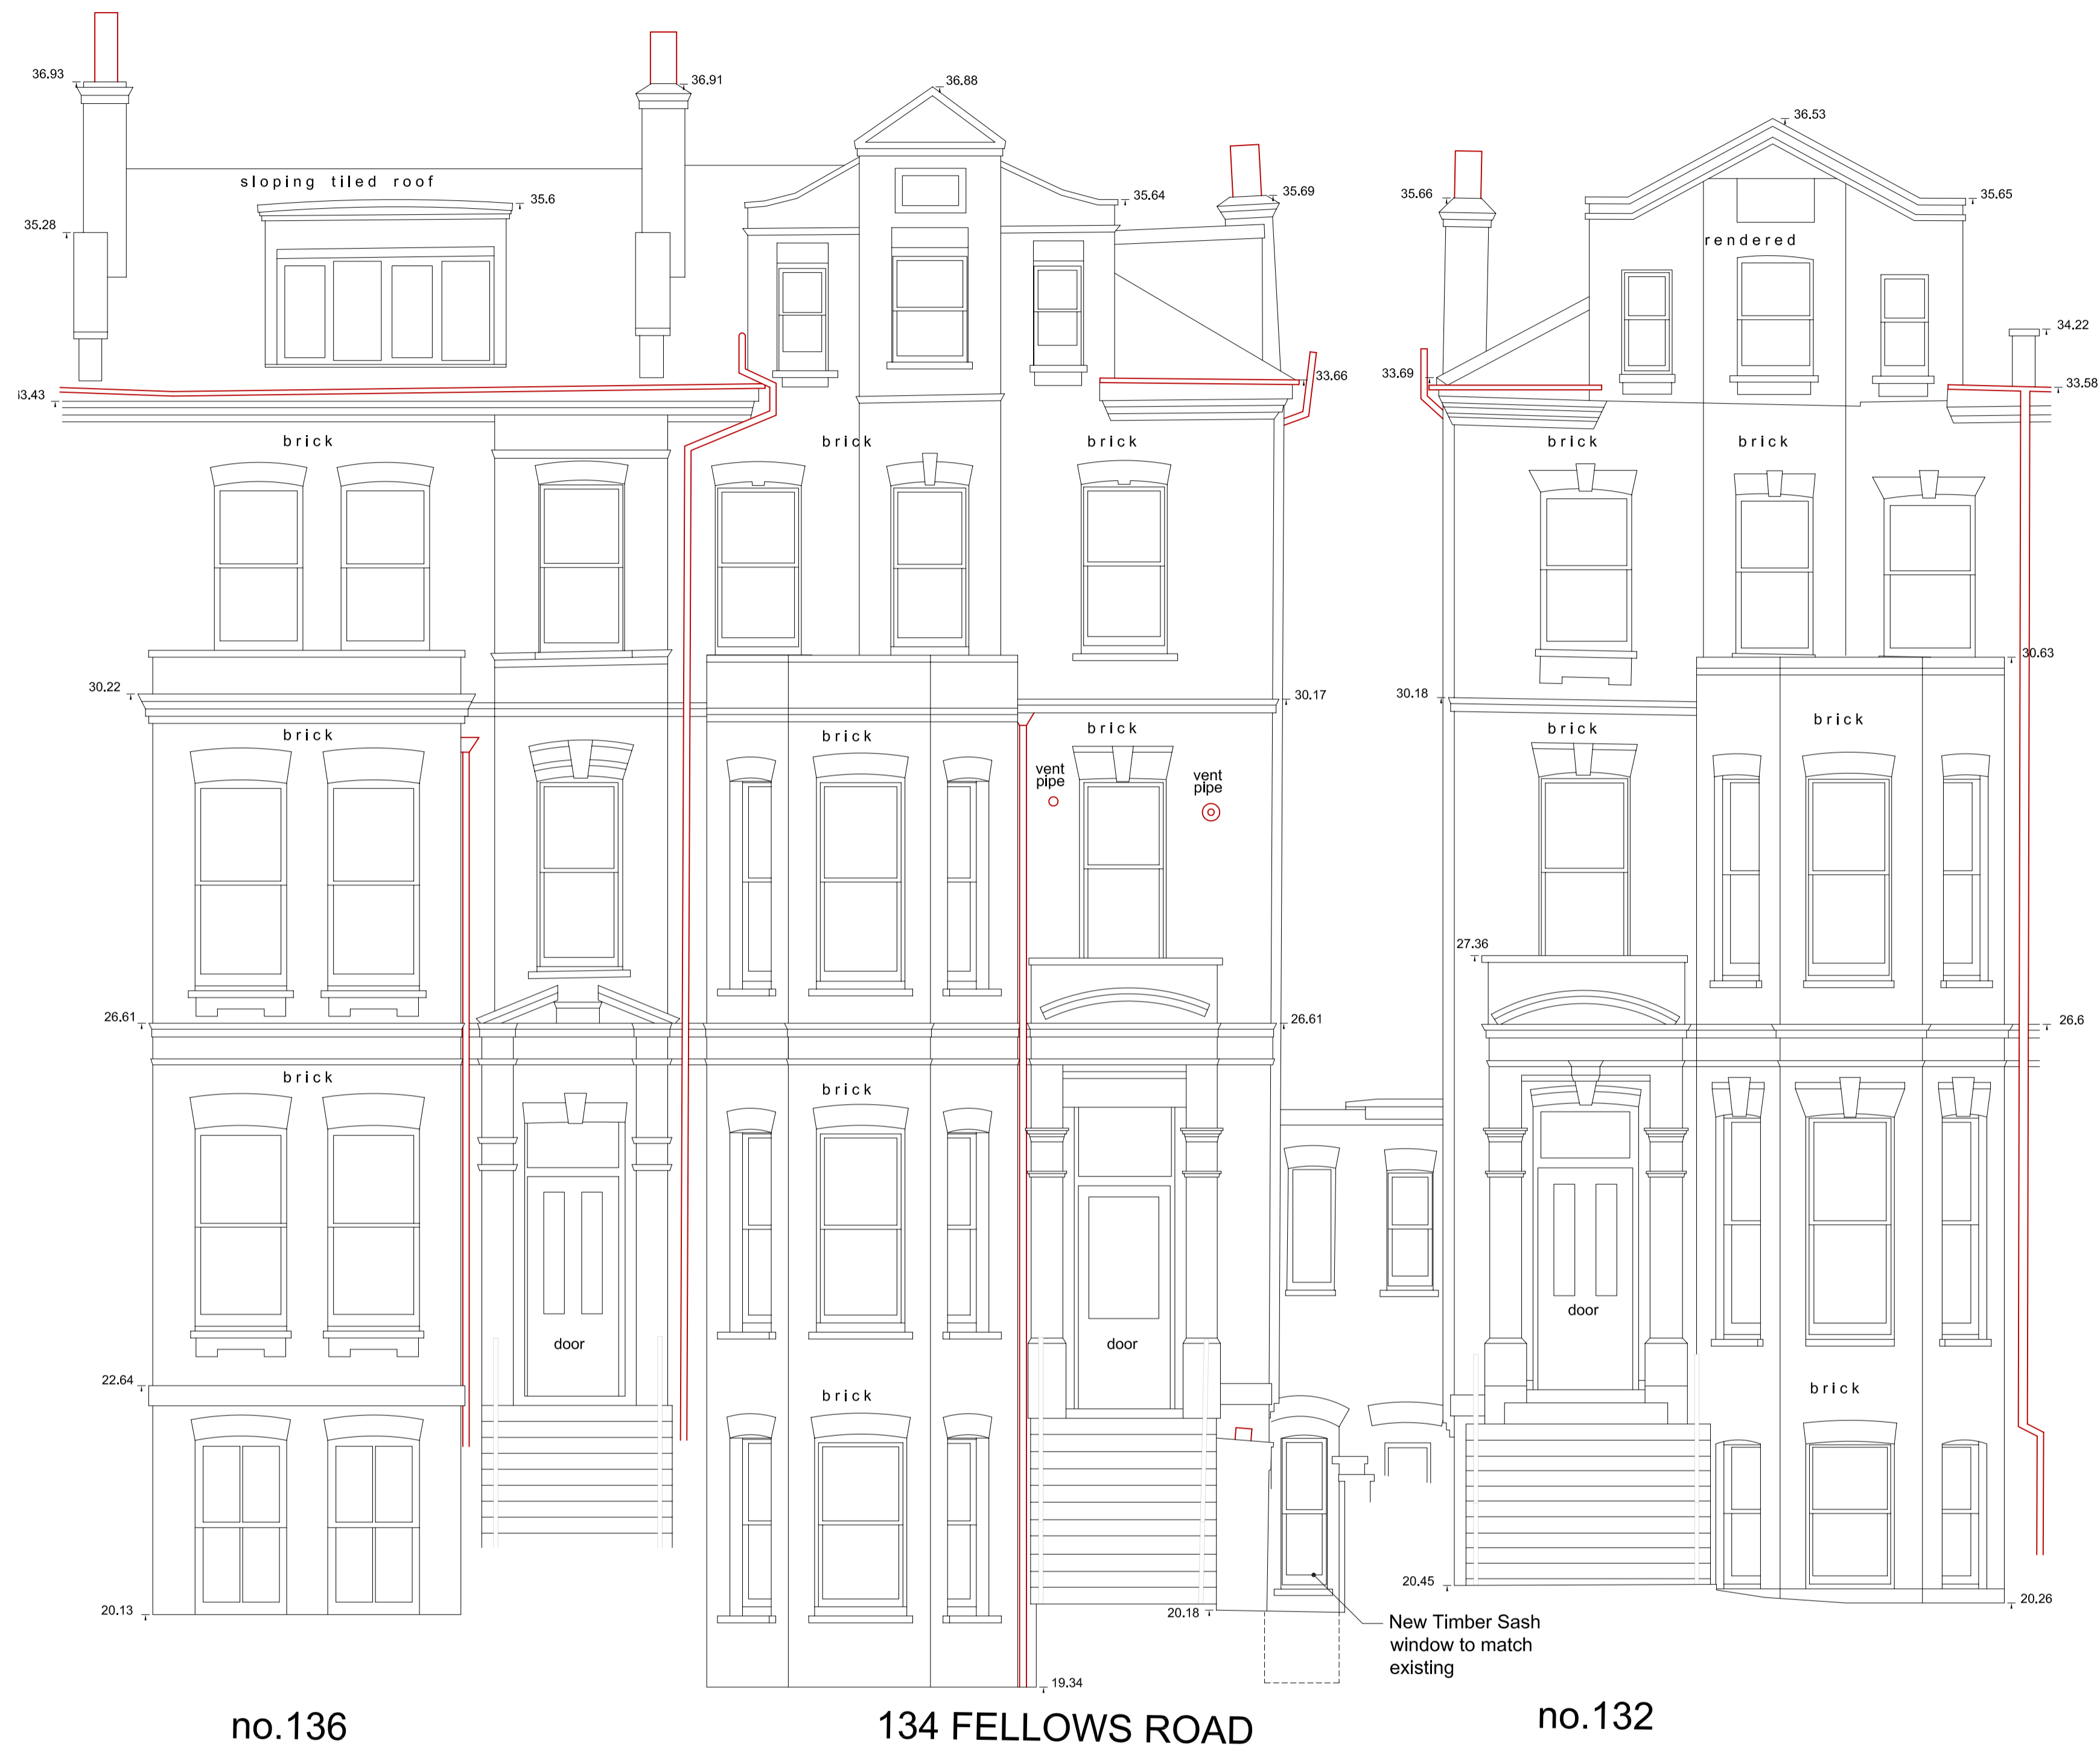 36.93
36.91
36.88
36.53
sloping tiled roof
35.6
35.64
35.69
35.66
35.65
35.28
rendered
34.22
33.43
33.66
33.69
33.58
brick
brick
brick
brick
brick
30.63
30.22
30.17
30.18
brick
brick
brick
brick
brick
vent
pipe
vent
pipe
27.36
26.61
26.61
26.6
brick
brick
door
door
door
22.64
brick
brick
20.13
20.18
20.45
20.26
New Timber Sash
window to match
existing
19.34
no.136
134 FELLOWS ROAD
no.132